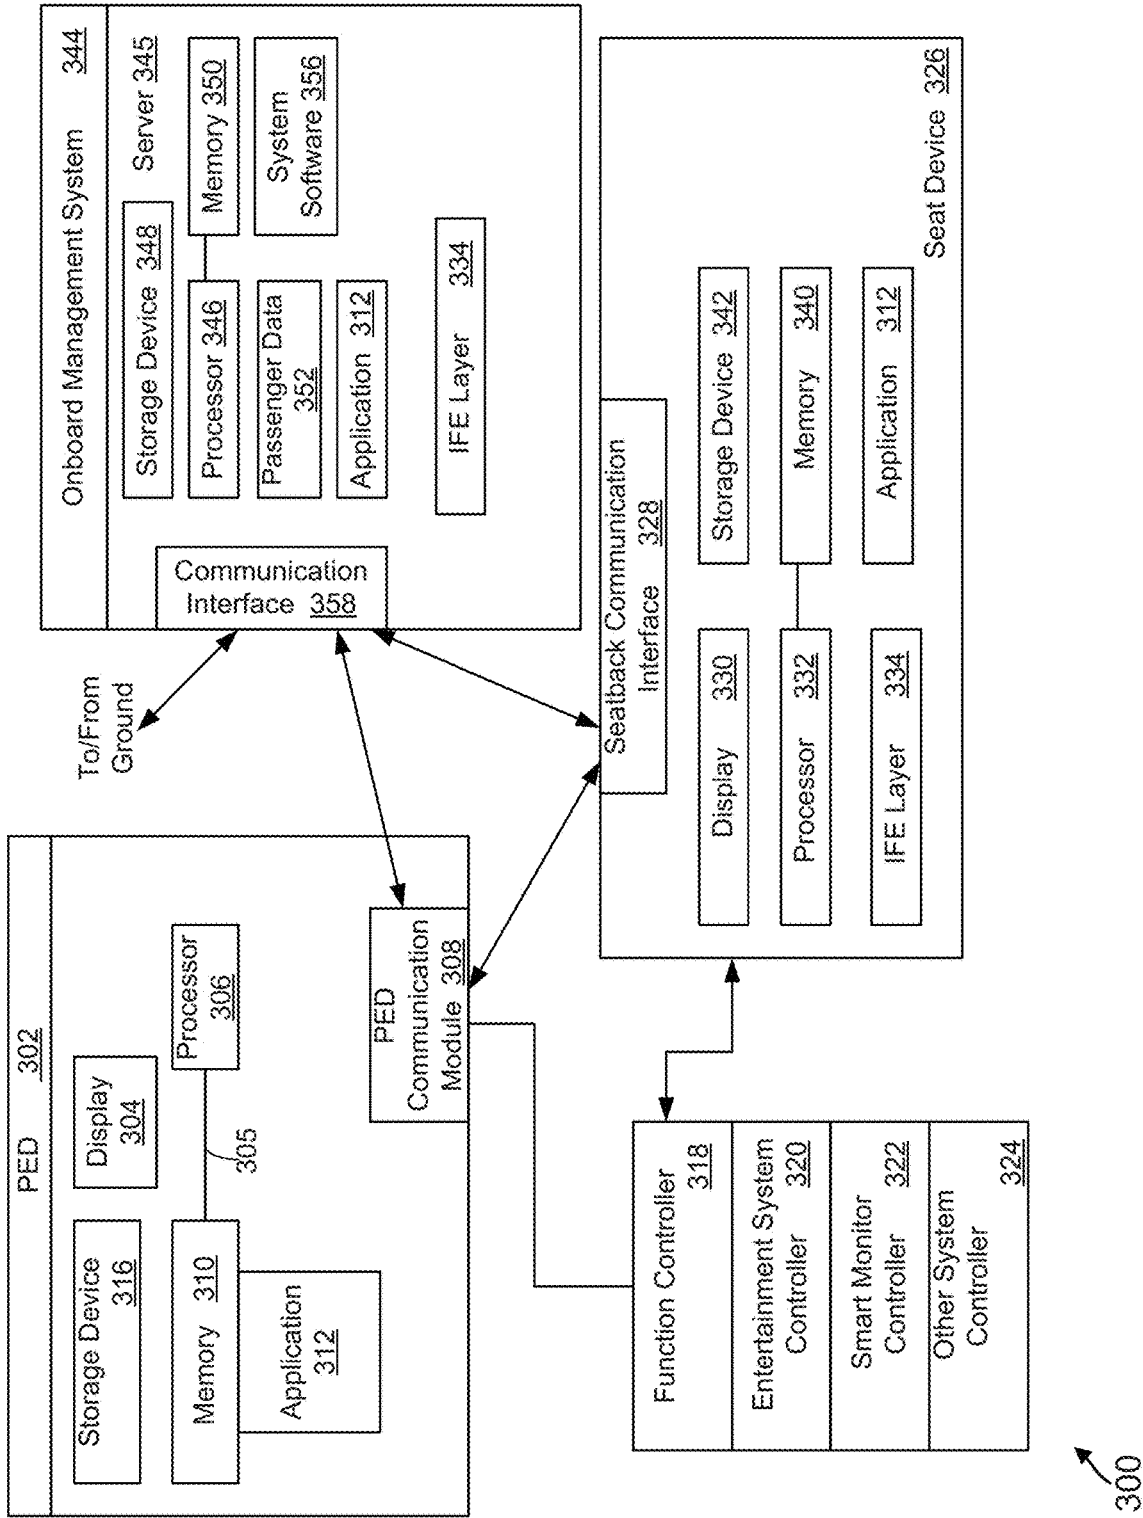 PED 302
Storage Device
316
Display
304
Memory 310
305
Processor
306
Application
312
PED
Communication
Module 308
To/From
Ground
Onboard Management System 344
Storage Device 348
Server 345
Processor 346
Memory 350
Passenger Data
352
System
Software 356
Application 312
IFE Layer 334
Communication
Interface 358
Function Controller
318
Entertainment System
Controller 320
Smart Monitor
Controller 322
Other System
Controller 324
Seatback Communication
Interface 328
Display 330
Storage Device 342
Processor 332
Memory 340
IFE Layer 334
Application 312
Seat Device 326
300